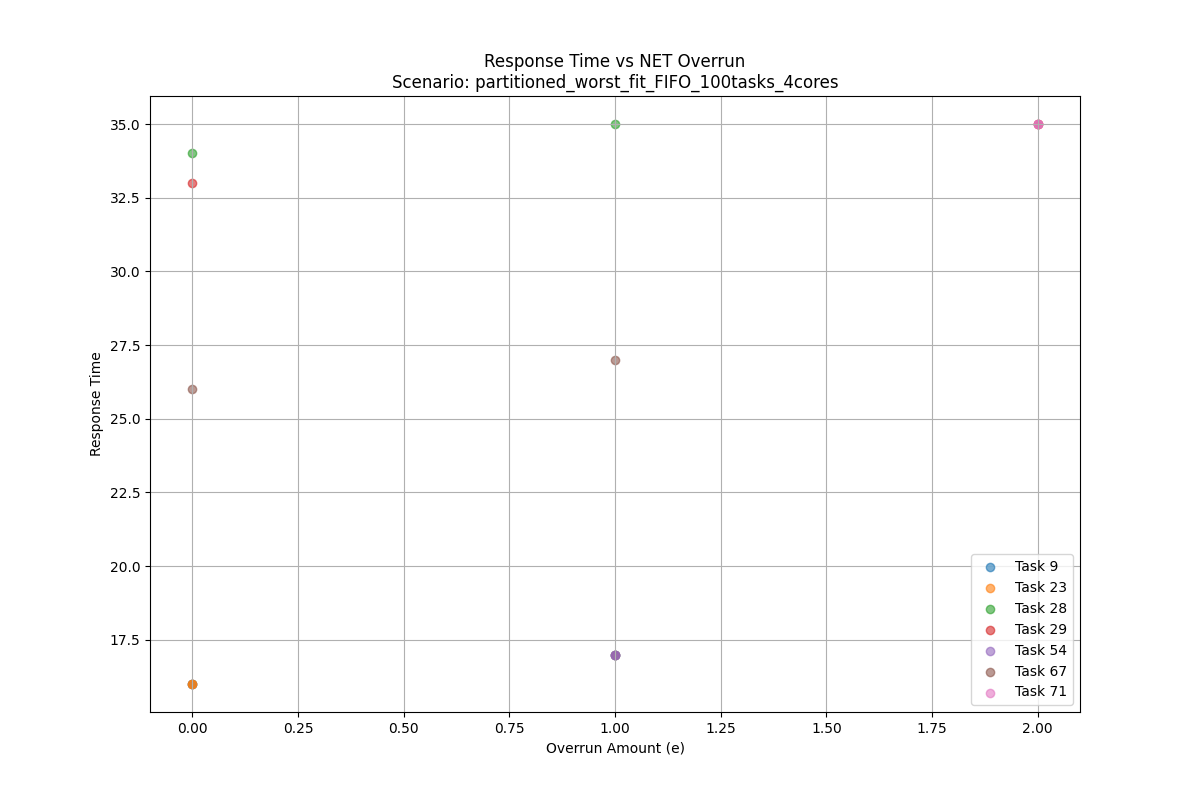 Response Time vs NET Overrun
Scenario: partitioned_worst_fit_FIFO_100tasks_4cores
Response Time
35.0
32.5
30.0
27.5
25.0
22.5
20.0
17.5
0.00 0.25 0.50 0.75 1.00 1.25 1.50 1.75 2.00
Overrun Amount (e)
Task 9
Task 23
Task 28
Task 29
Task 54
Task 67
Task 71